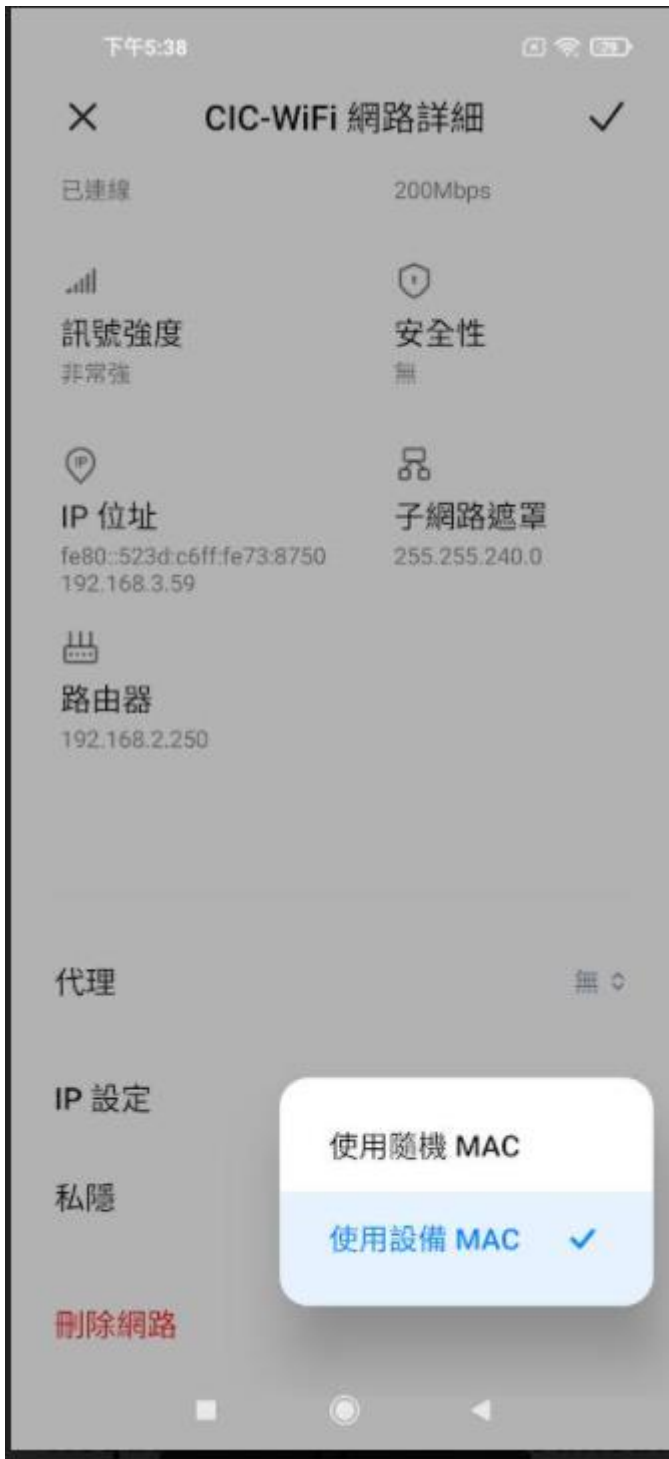 下午5:38
79
CIC-WiFi 網路詳細
已連線
200Mbps
訊號強度
非常強
安全性
無
IP
IP 位址
fe80::523d:c6ff:fe73:8750
192.168.3.59
子網路遮罩
255.255.240.0
路由器
192.168.2.250
代理
無
IP 設定
私隱
使用隨機 MAC
使用設備 MAC
刪除網路